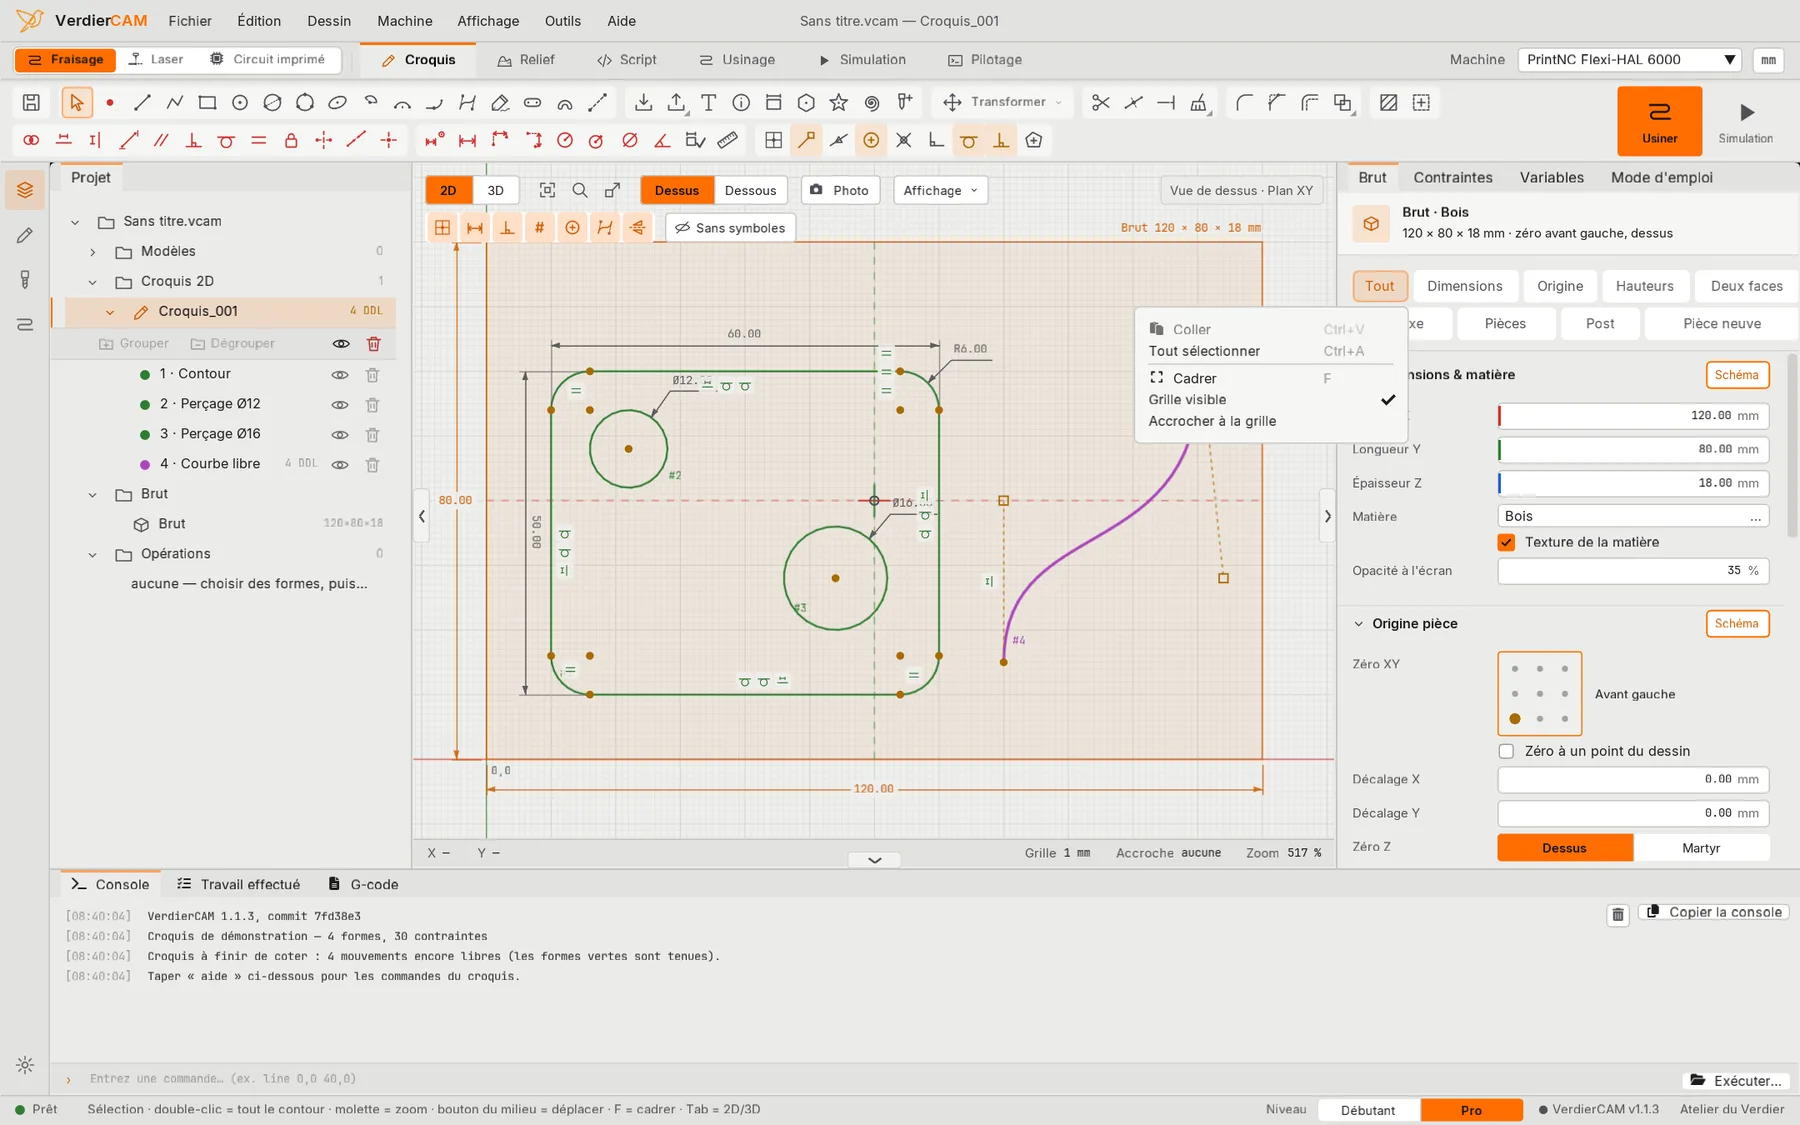 VerdierCAM Fichier Édition Dessin Machine Affichage Outils Aide Sans titre.vcam — Croquis_001
Fraisage Laser Circuit imprimé Croquis Relief Script Usinage Simulation Pilotage Machine PrintNC Flexi-HAL 6000 mm
Transformer
Usiner Simulation
Projet
Sans titre.vcam
Modèles 0
Croquis 2D 1
Croquis_001 4 DDL
Grouper Dégrouper
1 · Contour
2 · Perçage Ø12
3 · Perçage Ø16
4 · Courbe libre 4 DDL
Brut
Brut 120×80×18
Opérations 0
aucune — choisir des formes, puis...
2D 3D Dessus Dessous Photo Affichage Vue de dessus · Plan XY
Sans symboles Brut 120 × 80 × 18 mm
60.00
R6.00
Ø12.
#2
80.00
Ø16.
50.00
#3
#4
0,0
120.00
Coller Ctrl+V
Tout sélectionner Ctrl+A
Cadrer F
Grille visible
Accrocher à la grille
X – Y – Grille 1 mm Accroche aucune Zoom 517 %
Brut Contraintes Variables Mode d'emploi
Brut · Bois
120 × 80 × 18 mm · zéro avant gauche, dessus
Tout Dimensions Origine Hauteurs Deux faces
xe Pièces Post Pièce neuve
nsions & matière Schéma
120.00 mm
Longueur Y 80.00 mm
Épaisseur Z 18.00 mm
Matière Bois ...
Texture de la matière
Opacité à l'écran 35 %
Origine pièce Schéma
Zéro XY Avant gauche
Zéro à un point du dessin
Décalage X 0.00 mm
Décalage Y 0.00 mm
Zéro Z Dessus Martyr
Console Travail effectué G-code
[08:40:04] VerdierCAM 1.1.3, commit 7fd38e3
[08:40:04] Croquis de démonstration — 4 formes, 30 contraintes
[08:40:04] Croquis à finir de coter : 4 mouvements encore libres (les formes vertes sont tenues).
[08:40:04] Taper « aide » ci-dessous pour les commandes du croquis.
Copier la console
› Entrez une commande… (ex. line 0,0 40,0) Exécuter...
Prêt Sélection · double-clic = tout le contour · molette = zoom · bouton du milieu = déplacer · F = cadrer · Tab = 2D/3D Niveau Débutant Pro VerdierCAM v1.1.3 Atelier du Verdier